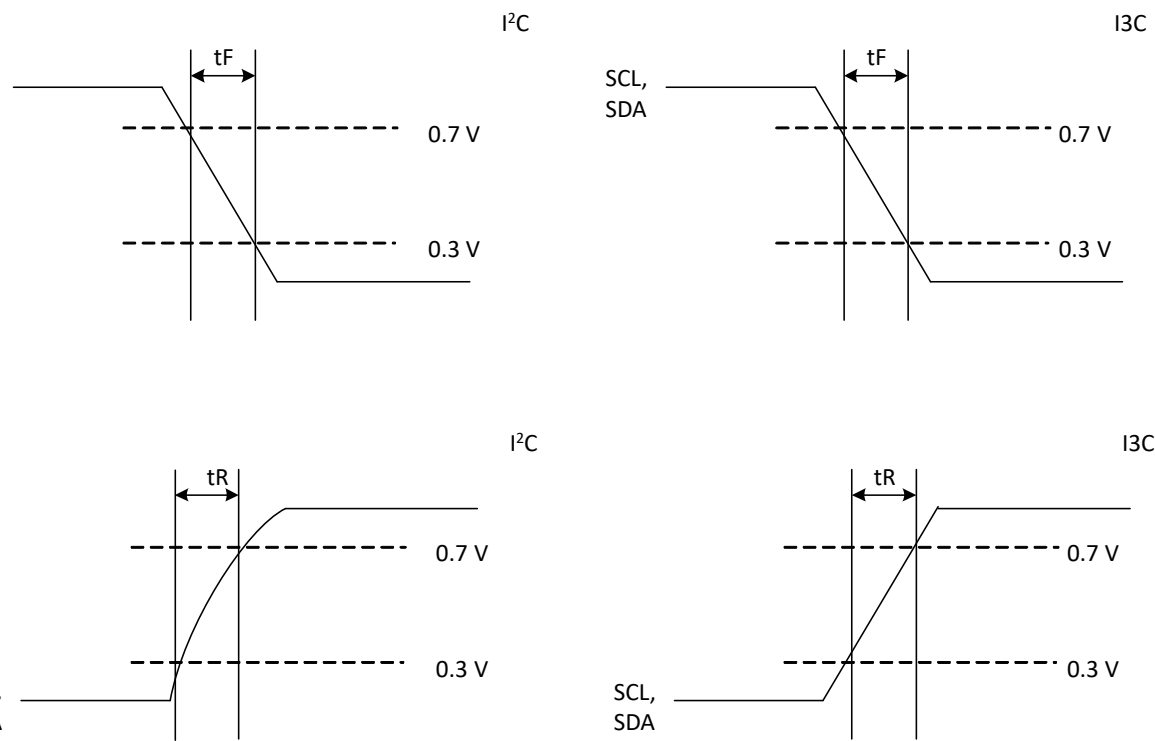 I²C
I3C
tF
tF
SCL,
SDA
0.7 V
0.7 V
0.3 V
0.3 V
I²C
I3C
tR
tR
0.7 V
0.7 V
0.3 V
0.3 V
SCL,
SDA